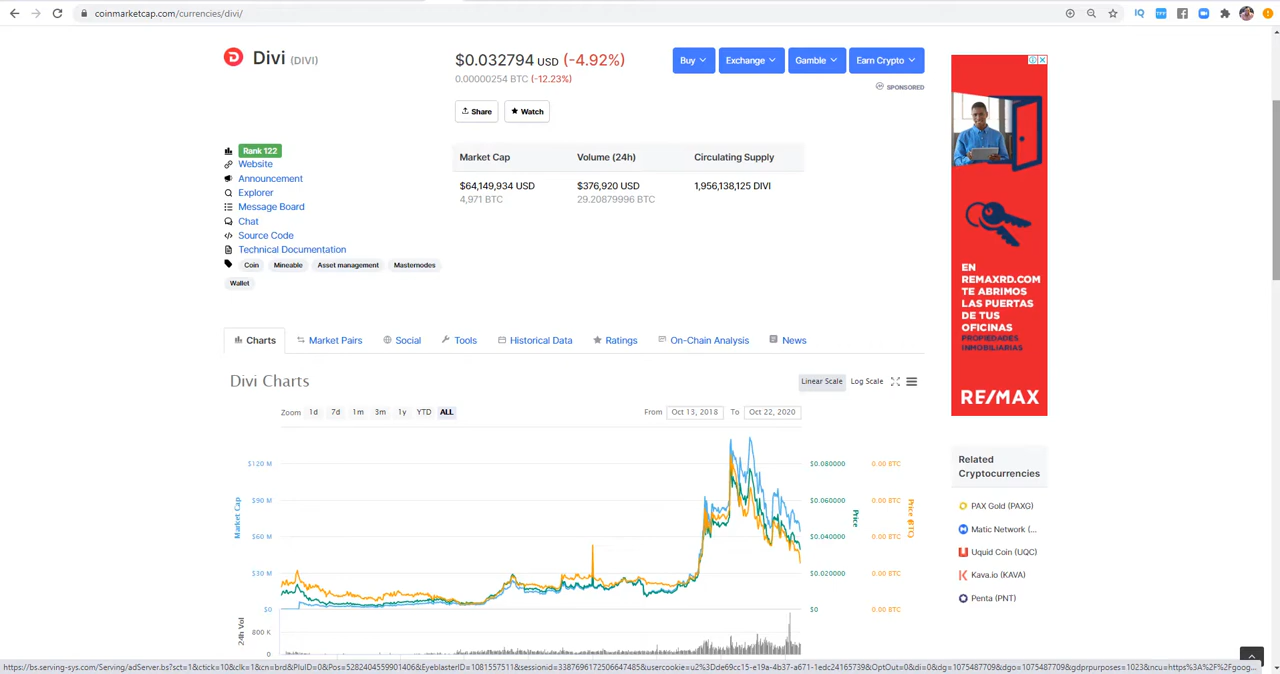 coinmarketcap.com/currencies/divi/
Divi (DIVI)
$0.032794 USD (-4.92%)
0.00000254 BTC (-12.23%)
Buy
Exchange
Gamble
Earn Crypto
SPONSORED
Share
Watch
Rank 122
Website
Announcement
Explorer
Message Board
Chat
Source Code
Technical Documentation
Coin Mineable Asset management Masternodes
Wallet
Market Cap Volume (24h) Circulating Supply
$64,149,934 USD $376,920 USD 1,956,138,125 DIVI
4,971 BTC 29.20879996 BTC
Charts Market Pairs Social Tools Historical Data Ratings On-Chain Analysis News
Divi Charts
Linear Scale Log Scale
Zoom 1d 7d 1m 3m 1y YTD ALL
From Oct 13, 2018 To Oct 22, 2020
$120 M $0.080000 0.00 BTC
$90 M $0.060000 0.00 BTC
$60 M $0.040000 0.00 BTC
$30 M $0.020000 0.00 BTC
$0 $0 0.00 BTC
Market Cap
Price
Price (BTC)
24h Vol
800 K
0
EN
REMAXRD.COM
TE ABRIMOS
LAS PUERTAS
DE TUS
OFICINAS
PROPIEDADES
INMOBILIARIAS
RE/MAX
Related
Cryptocurrencies
PAX Gold (PAXG)
Matic Network (...
Uquid Coin (UQC)
Kava.io (KAVA)
Penta (PNT)
IQ